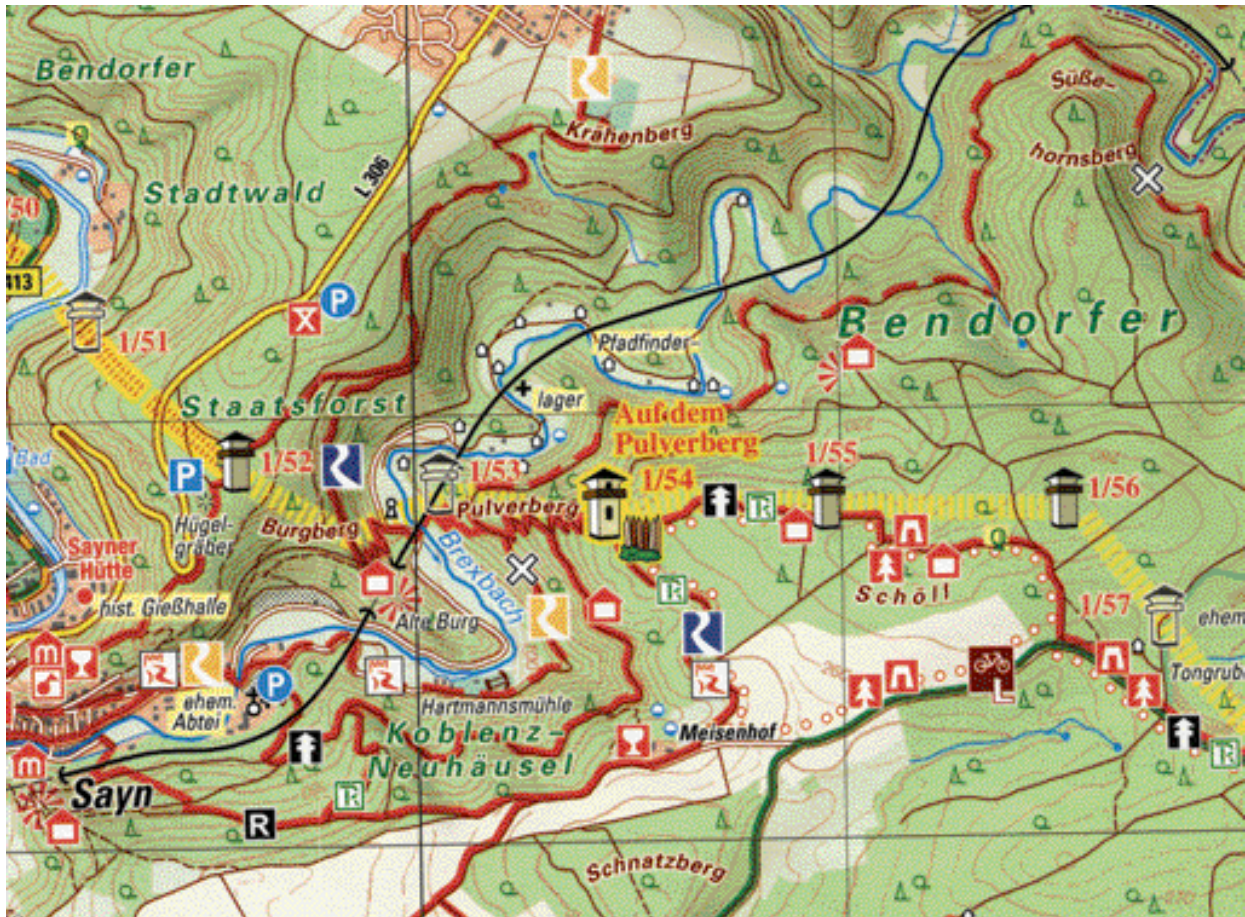 Bendorfer
Stadtwald
L 306
Krähenberg
Süße-
hornsberg
/50
413
1/51
P
X
Staatsforst
Pfadfinder-
lager
Bendorfer
Auf dem
Pulverberg
Bad
P
1/52
1/53
1/54
1/55
1/56
Hügel-
gräber
Burgberg
Pulverberg
Brexbach
Sayner
Hütte
hist. Gießhalle
Alte Burg
Schöll
1/57
ehem.
Tongrube
m
ehem.
Abtei
P
Hartmannsmühle
Koblenz-
Neuhäusel
Meisenhof
L
m
Sayn
R
Schnatzberg